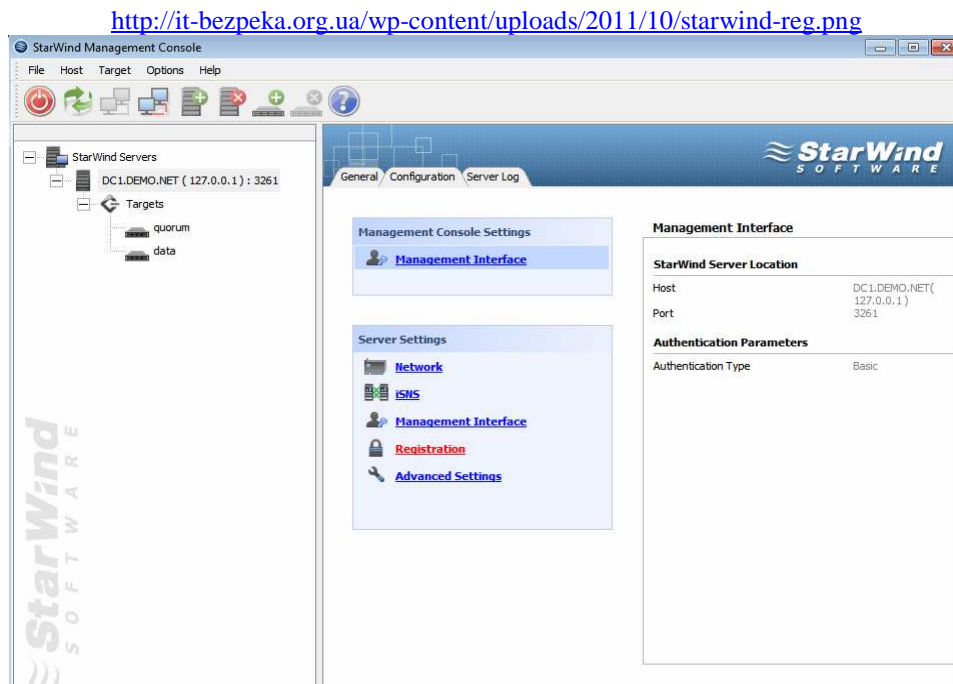 http://it-bezpeka.org.ua/wp-content/uploads/2011/10/starwind-reg.png
StarWind Management Console
File Host Target Options Help
StarWind Servers
DC1.DEMO.NET ( 127.0.0.1 ) : 3261
Targets
quorum
data
StarWind
SOFTWARE
StarWind
SOFTWARE
General Configuration Server Log
Management Console Settings
Management Interface
Server Settings
Network
iSNS
Management Interface
Registration
Advanced Settings
Management Interface
StarWind Server Location
Host DC1.DEMO.NET(
127.0.0.1 )
Port 3261
Authentication Parameters
Authentication Type Basic